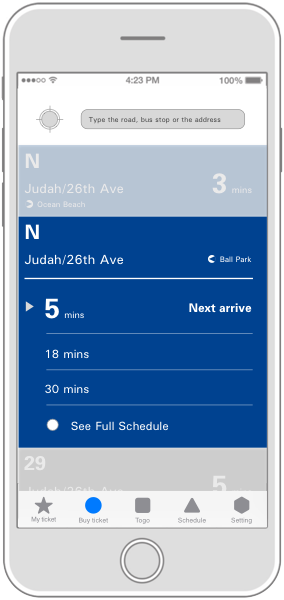 4:23 PM 100%
Type the road, bus stop or the address
N
Judah/26th Ave 3 mins
Ocean Beach
N
Judah/26th Ave Ball Park
5 mins Next arrive
18 mins
30 mins
See Full Schedule
29
Judah/26th Ave 5
My ticket Buy ticket Togo Schedule Setting